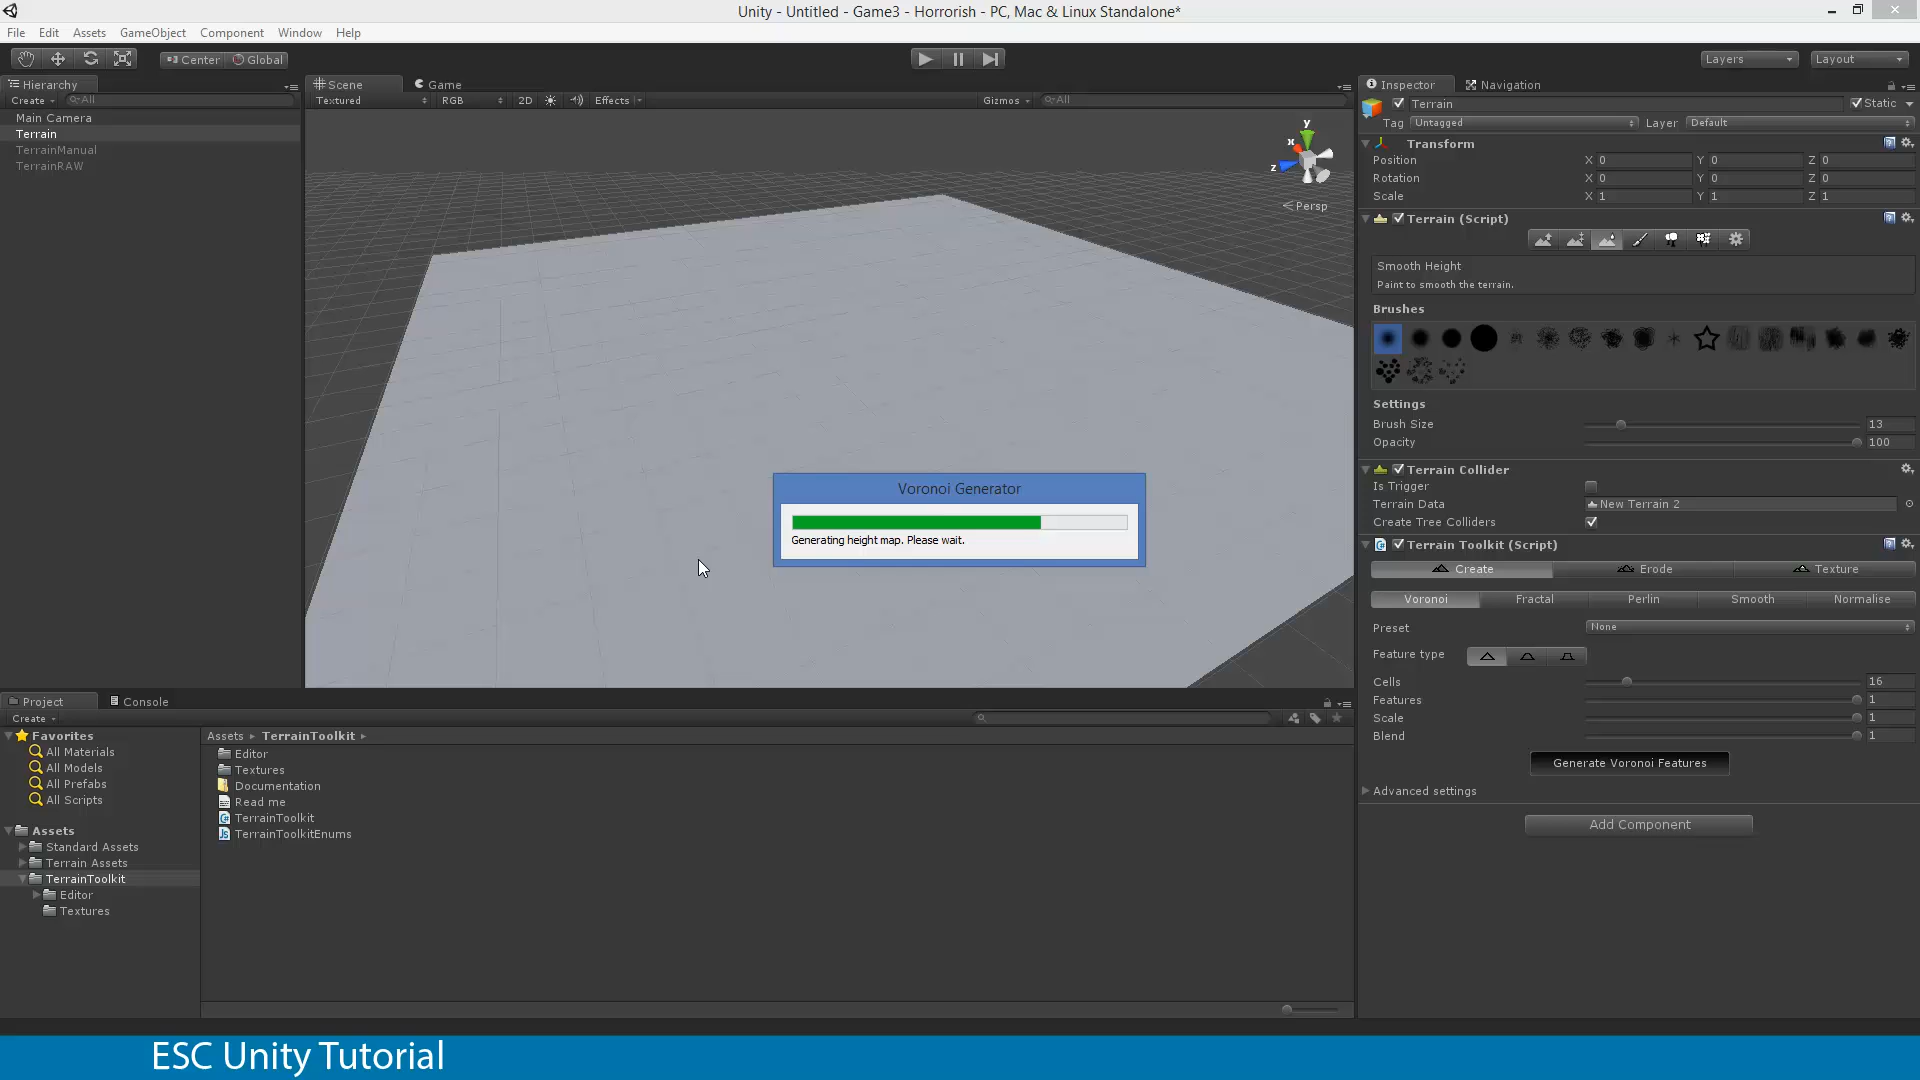 Unity - Untitled - Game3 - Horrorish - PC, Mac & Linux Standalone*
File Edit Assets GameObject Component Window Help
Center Global Layers Layout
Hierarchy
Create All
Main Camera
Terrain
TerrainManual
TerrainRAW
Scene Game
Textured RGB 2D Effects Gizmos All
y
x
z
Persp
Voronoi Generator
Generating height map. Please wait.
Inspector Navigation
Terrain Static
Tag Untagged Layer Default
Transform
Position X 0 Y 0 Z 0
Rotation X 0 Y 0 Z 0
Scale X 1 Y 1 Z 1
Terrain (Script)
Smooth Height
Paint to smooth the terrain.
Brushes
Settings
Brush Size 13
Opacity 100
Terrain Collider
Is Trigger
Terrain Data New Terrain 2
Create Tree Colliders
Terrain Toolkit (Script)
Create Erode Texture
Voronoi Fractal Perlin Smooth Normalise
Preset None
Feature type
Cells 16
Features 1
Scale 1
Blend 1
Generate Voronoi Features
Advanced settings
Add Component
Project Console
Create
Favorites
All Materials
All Models
All Prefabs
All Scripts
Assets
Standard Assets
Terrain Assets
TerrainToolkit
Editor
Textures
Assets TerrainToolkit
Editor
Textures
Documentation
Read me
TerrainToolkit
TerrainToolkitEnums
ESC Unity Tutorial